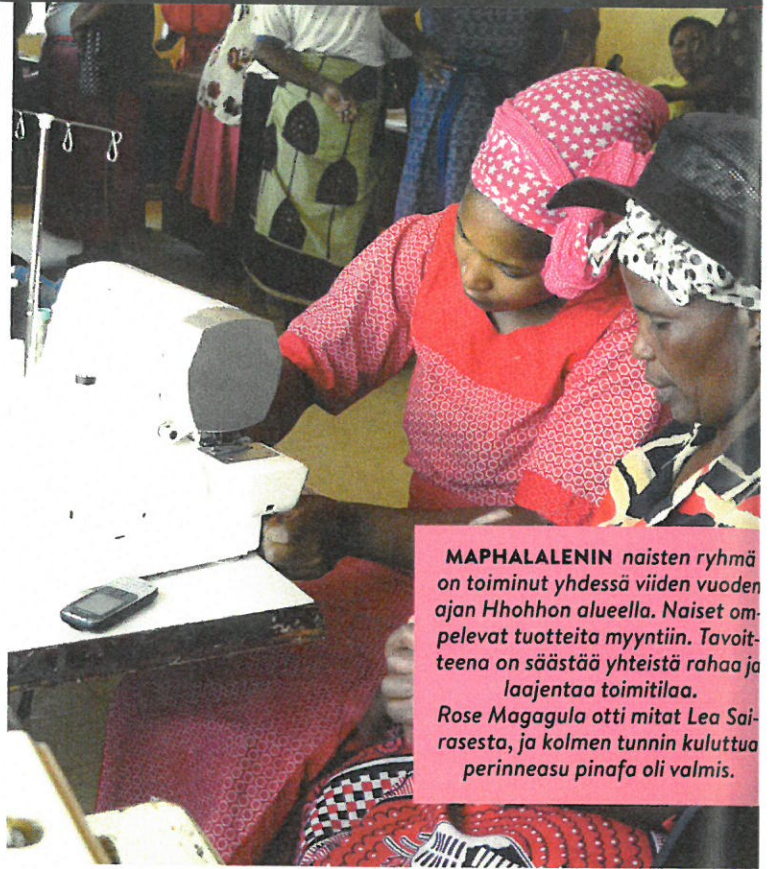 MAPHALALENIN naisten ryhmä
on toiminut yhdessä viiden vuoden
ajan Hhohhon alueella. Naiset om-
pelevat tuotteita myyntiin. Tavoit-
teena on säästää yhteistä rahaa ja
laajentaa toimitilaa.
Rose Magagula otti mitat Lea Sai-
rasesta, ja kolmen tunnin kuluttua
perinneasu pinafa oli valmis.